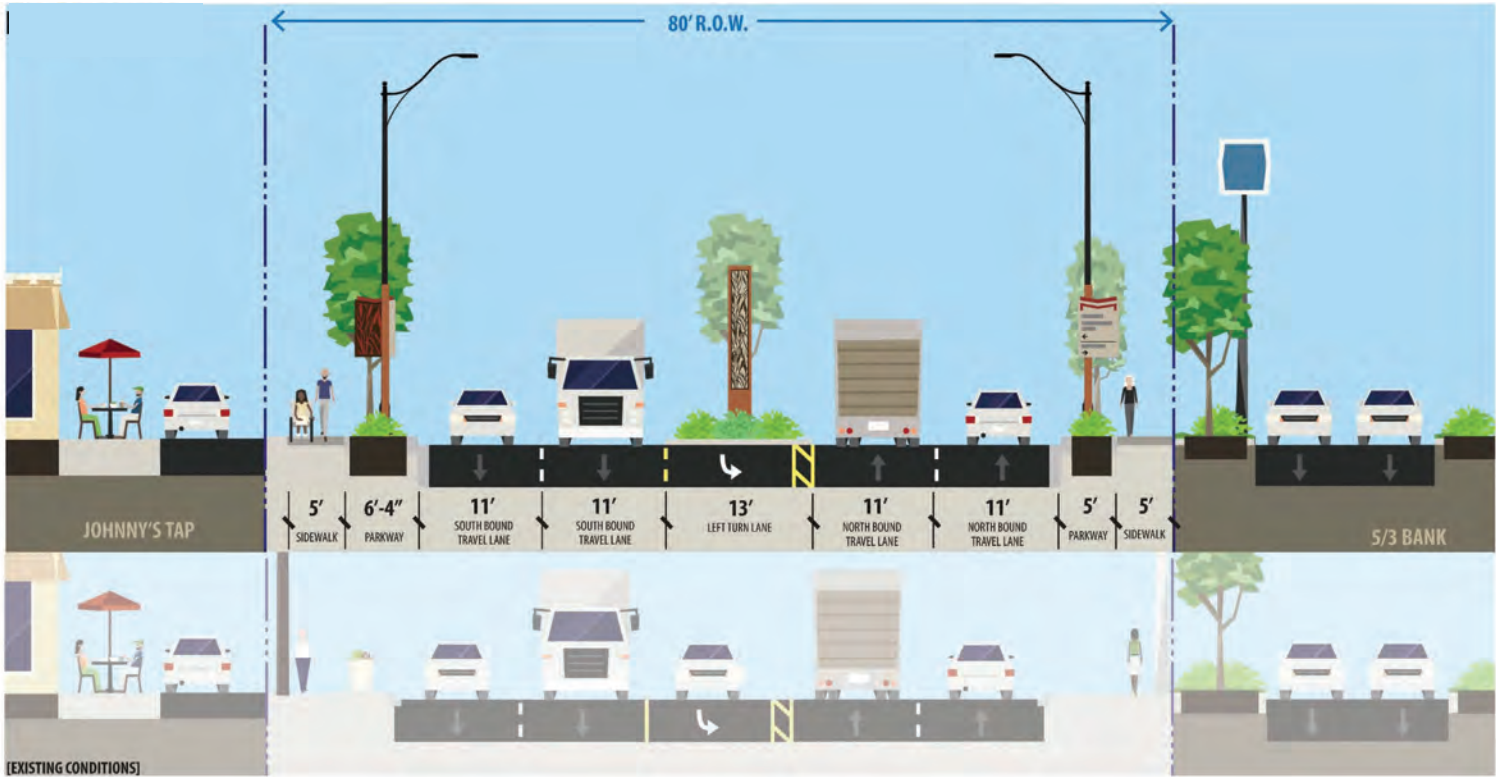 80' R.O.W.
5'
SIDEWALK
6'-4"
PARKWAY
11'
SOUTH BOUND
TRAVEL LANE
11'
SOUTH BOUND
TRAVEL LANE
13'
LEFT TURN LANE
11'
NORTH BOUND
TRAVEL LANE
11'
NORTH BOUND
TRAVEL LANE
5'
PARKWAY
5'
SIDEWALK
JOHNNY'S TAP
5/3 BANK
[EXISTING CONDITIONS]